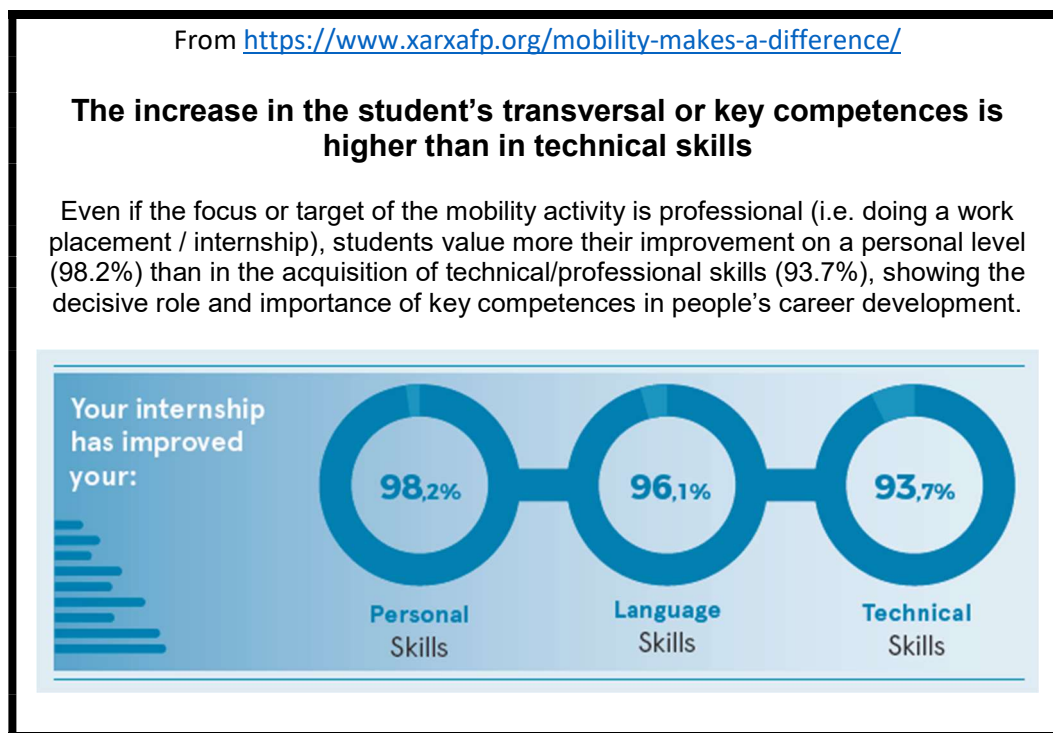 From https://www.xarxafp.org/mobility-makes-a-difference/
The increase in the student's transversal or key competences is
higher than in technical skills
Even if the focus or target of the mobility activity is professional (i.e. doing a work
placement / internship), students value more their improvement on a personal level
(98.2%) than in the acquisition of technical/professional skills (93.7%), showing the
decisive role and importance of key competences in people's career development.
Your internship
has improved
your:
98,2%
96,1%
93,7%
Personal
Skills
Language
Skills
Technical
Skills